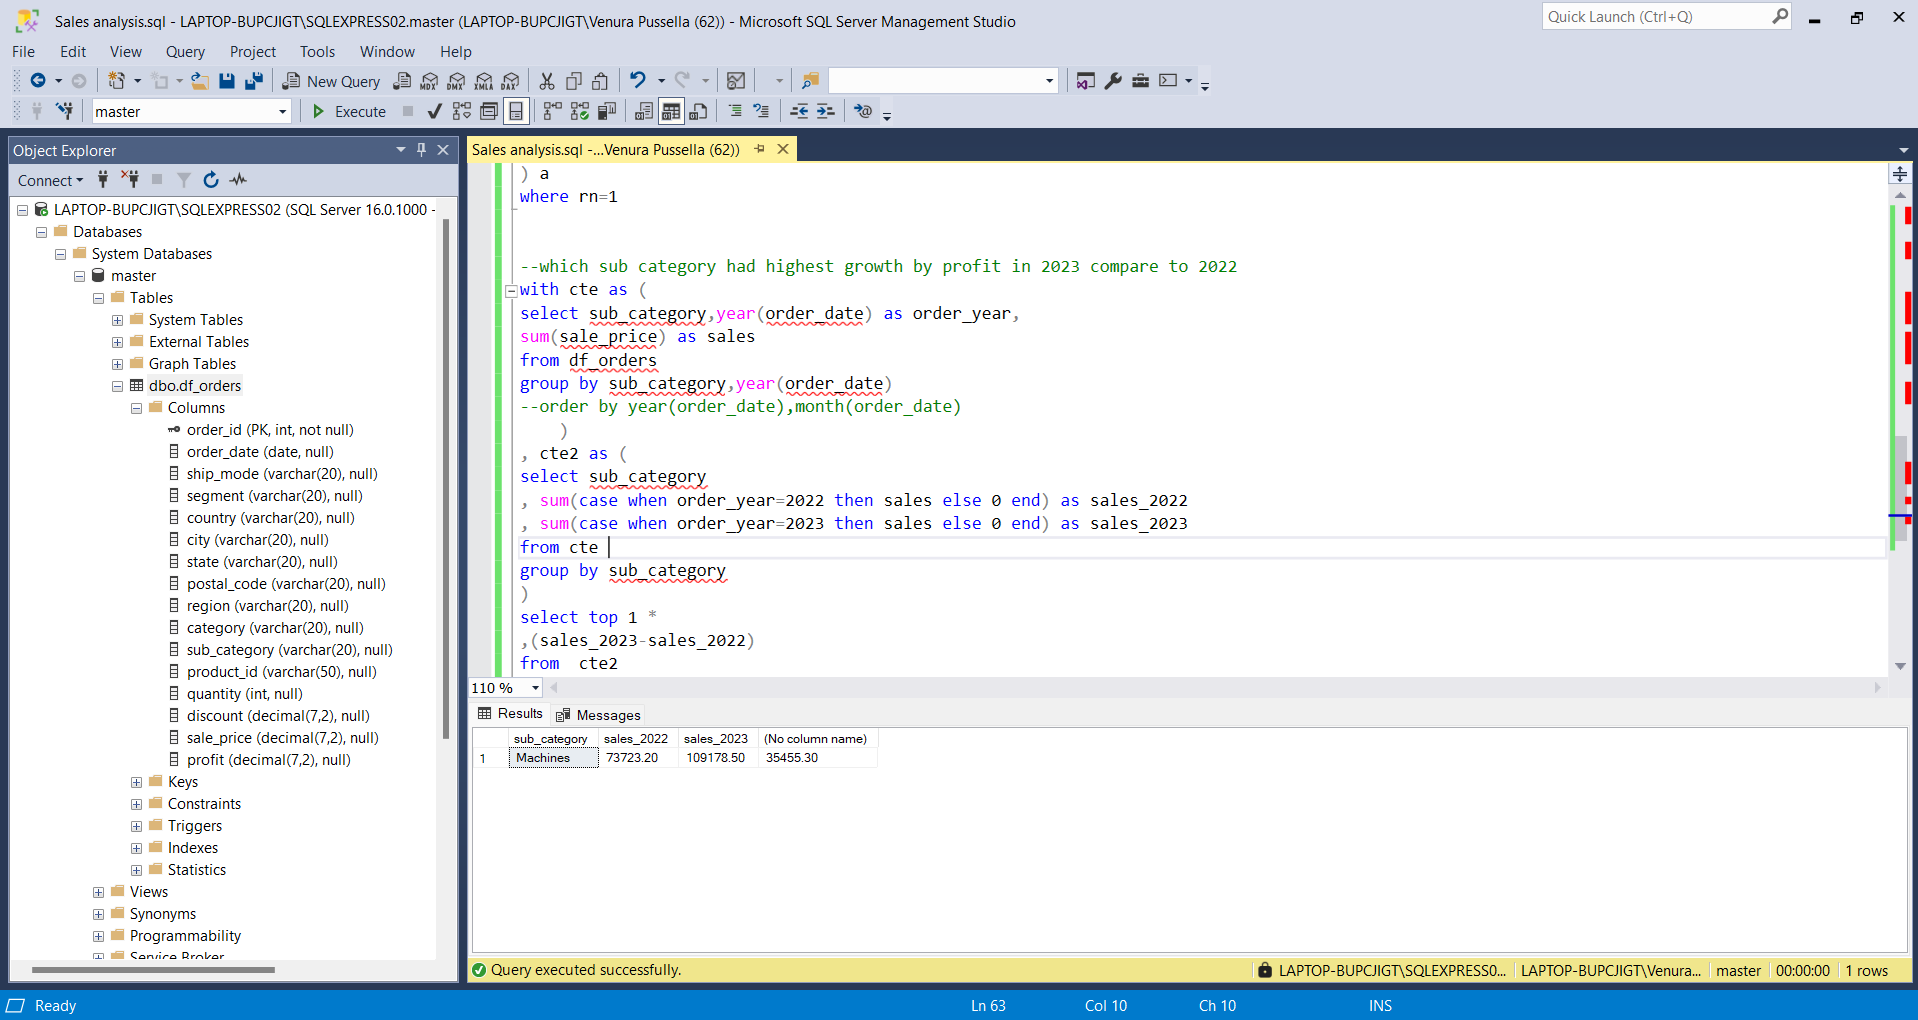 Sales analysis.sql - LAPTOP-BUPCJIGT\SQLEXPRESS02.master (LAPTOP-BUPCJIGT\Venura Pussella (62)) - Microsoft SQL Server Management Studio
Quick Launch (Ctrl+Q)
File Edit View Query Project Tools Window Help
New Query MDX DMX XMLA DAX
master Execute
Object Explorer
Connect
LAPTOP-BUPCJIGT\SQLEXPRESS02 (SQL Server 16.0.1000 -
Databases
System Databases
master
Tables
System Tables
External Tables
Graph Tables
dbo.df_orders
Columns
order_id (PK, int, not null)
order_date (date, null)
ship_mode (varchar(20), null)
segment (varchar(20), null)
country (varchar(20), null)
city (varchar(20), null)
state (varchar(20), null)
postal_code (varchar(20), null)
region (varchar(20), null)
category (varchar(20), null)
sub_category (varchar(20), null)
product_id (varchar(50), null)
quantity (int, null)
discount (decimal(7,2), null)
sale_price (decimal(7,2), null)
profit (decimal(7,2), null)
Keys
Constraints
Triggers
Indexes
Statistics
Views
Synonyms
Programmability
Service Broker
Sales analysis.sql -...Venura Pussella (62))
) a
where rn=1
--which sub category had highest growth by profit in 2023 compare to 2022
with cte as (
select sub_category,year(order_date) as order_year,
sum(sale_price) as sales
from df_orders
group by sub_category,year(order_date)
--order by year(order_date),month(order_date)
)
, cte2 as (
select sub_category
, sum(case when order_year=2022 then sales else 0 end) as sales_2022
, sum(case when order_year=2023 then sales else 0 end) as sales_2023
from cte
group by sub_category
)
select top 1 *
,(sales_2023-sales_2022)
from  cte2
110 %
Results Messages
sub_category sales_2022 sales_2023 (No column name)
1 Machines 73723.20 109178.50 35455.30
Query executed successfully. LAPTOP-BUPCJIGT\SQLEXPRESS0... LAPTOP-BUPCJIGT\Venura... master 00:00:00 1 rows
Ready Ln 63 Col 10 Ch 10 INS